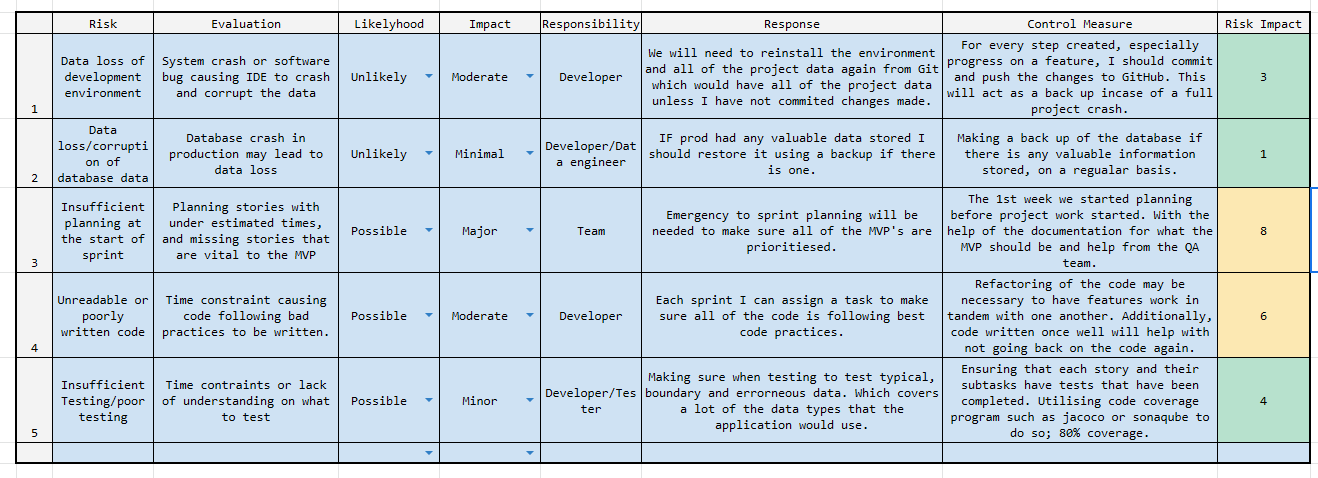 Risk Evaluation Likelyhood Impact Responsibility Response Control Measure Risk Impact
1
Data loss of
development
environment
System crash or software
bug causing IDE to crash
and corrupt the data
Unlikely
Moderate
Developer
We will need to reinstall the environment
and all of the project data again from Git
which would have all of the project data
unless I have not commited changes made.
For every step created, especially
progress on a feature, I should commit
and push the changes to GitHub. This
will act as a back up incase of a full
project crash.
3
2
Data
loss/corrupti
on of
database data
Database crash in
production may lead to
data loss
Unlikely
Minimal
Developer/Dat
a engineer
IF prod had any valuable data stored I
should restore it using a backup if there
is one.
Making a back up of the database if
there is any valuable information
stored, on a regualar basis.
1
3
Insufficient
planning at
the start of
sprint
Planning stories with
under estimated times,
and missing stories that
are vital to the MVP
Possible
Major
Team
Emergency to sprint planning will be
needed to make sure all of the MVP's are
prioritiesed.
The 1st week we started planning
before project work started. With the
help of the documentation for what the
MVP should be and help from the QA
team.
8
4
Unreadable or
poorly
written code
Time constraint causing
code following bad
practices to be written.
Possible
Moderate
Developer
Each sprint I can assign a task to make
sure all of the code is following best
code practices.
Refactoring of the code may be
necessary to have features work in
tandem with one another. Additionally,
code written once well will help with
not going back on the code again.
6
5
Insufficient
Testing/poor
testing
Time contraints or lack
of understanding on what
to test
Possible
Minor
Developer/Tes
ter
Making sure when testing to test typical,
boundary and errorneous data. Which covers
a lot of the data types that the
application would use.
Ensuring that each story and their
subtasks have tests that have been
completed. Utilising code coverage
program such as jacoco or sonaqube to
do so; 80% coverage.
4